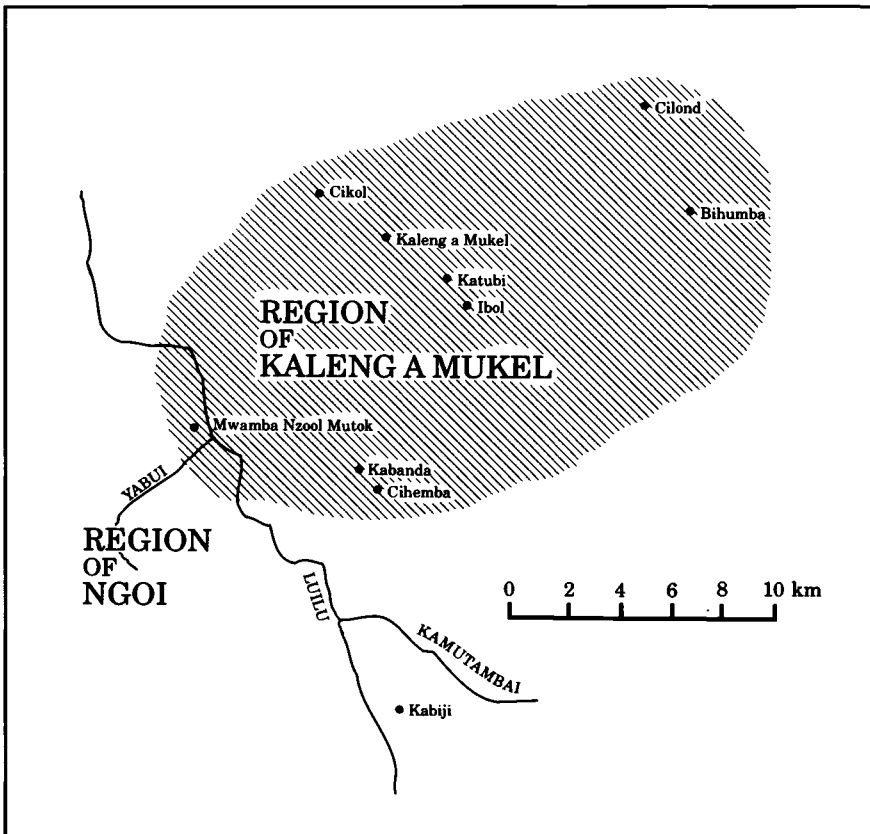 Cilond
Cikol
Bihumba
Kaleng a Mukel
Katubi
Ibol
REGION
OF
KALENG A MUKEL
Mwamba Nzool Mutok
Kabanda
Cihemba
YABUI
REGION
OF
NGOI
LUILU
0 2 4 6 8 10 km
KAMUTAMBAI
Kabiji